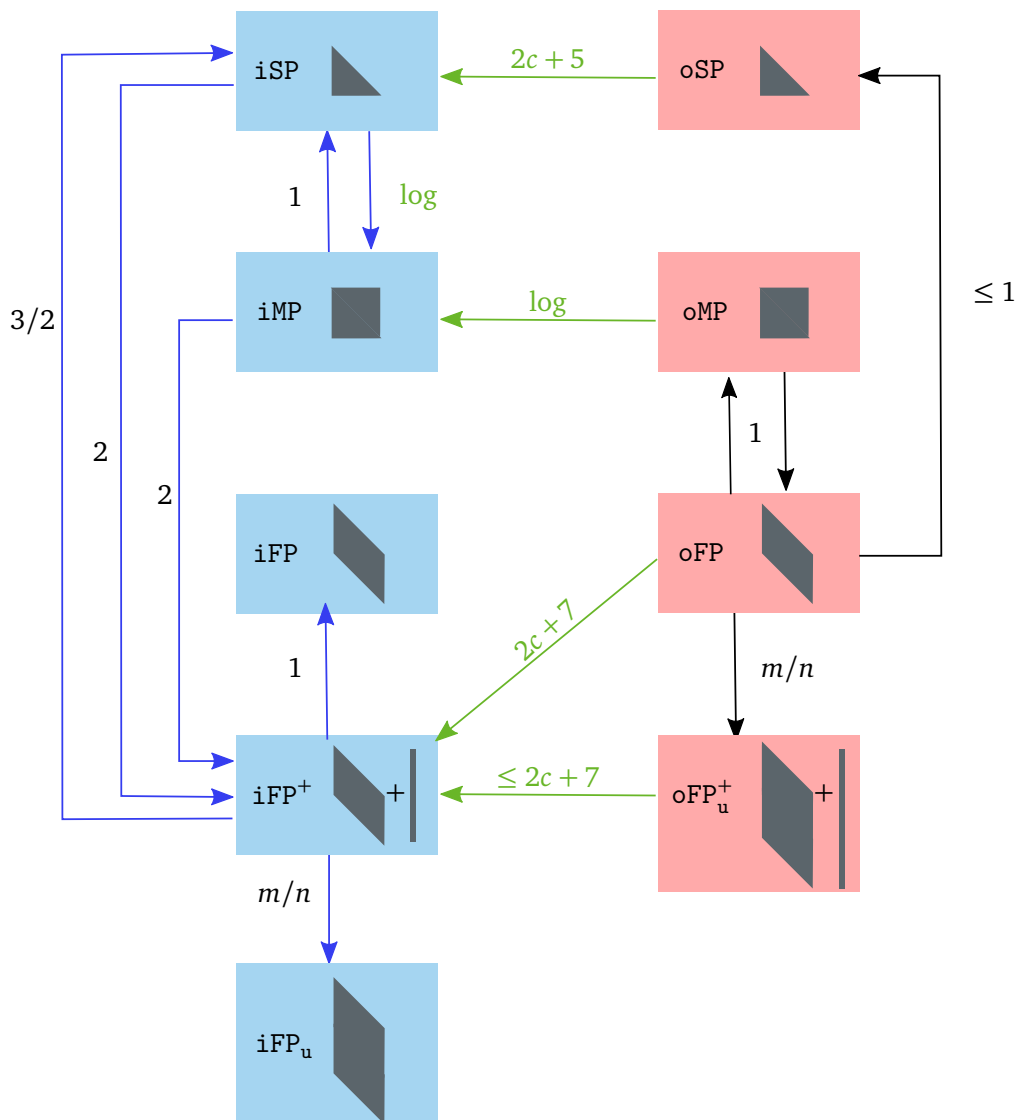 iSP
2c + 5
oSP
1
log
3/2
iMP
log
oMP
≤ 1
2
2
1
iFP
oFP
2c + 7
1
m/n
iFP⁺
+
≤ 2c + 7
oFPᵤ⁺
+
m/n
iFPᵤ